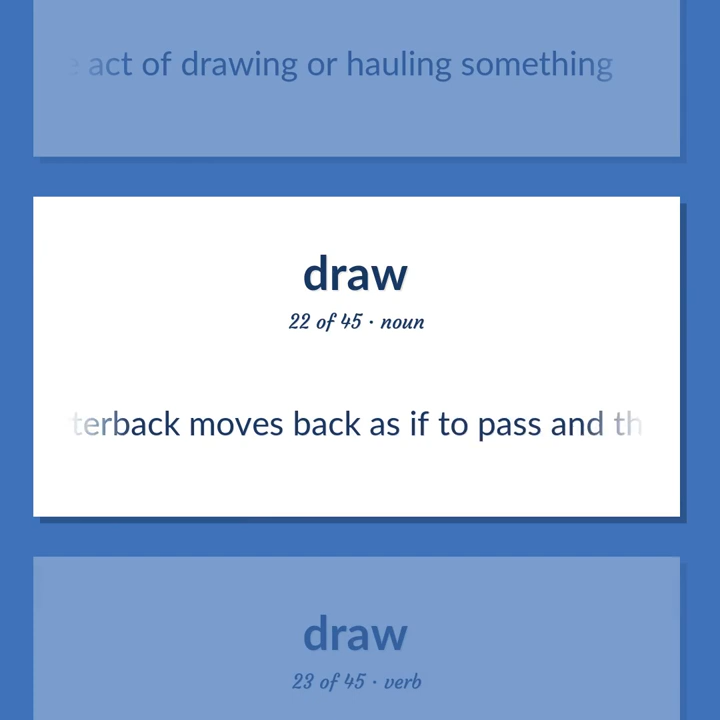 act of drawing or hauling something
draw
22 of 45 · noun
terback moves back as if to pass and th
draw
23 of 45 · verb